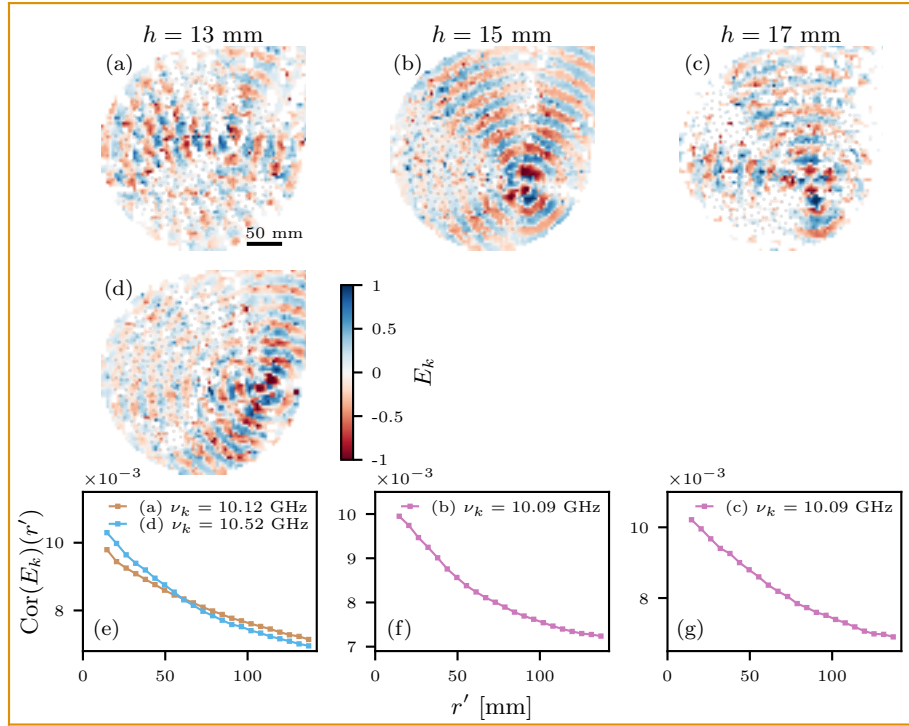 h = 13 mm
h = 15 mm
h = 17 mm
(a)
(b)
(c)
50 mm
(d)
1
0.5
0
-0.5
-1
E_k
×10⁻³
×10⁻³
×10⁻³
(a) ν_k = 10.12 GHz
(d) ν_k = 10.52 GHz
(b) ν_k = 10.09 GHz
(c) ν_k = 10.09 GHz
Cor(E_k)(r′)
10
8
(e)
10
9
8
7
(f)
10
8
(g)
0
50
100
0
50
100
0
50
100
r′ [mm]